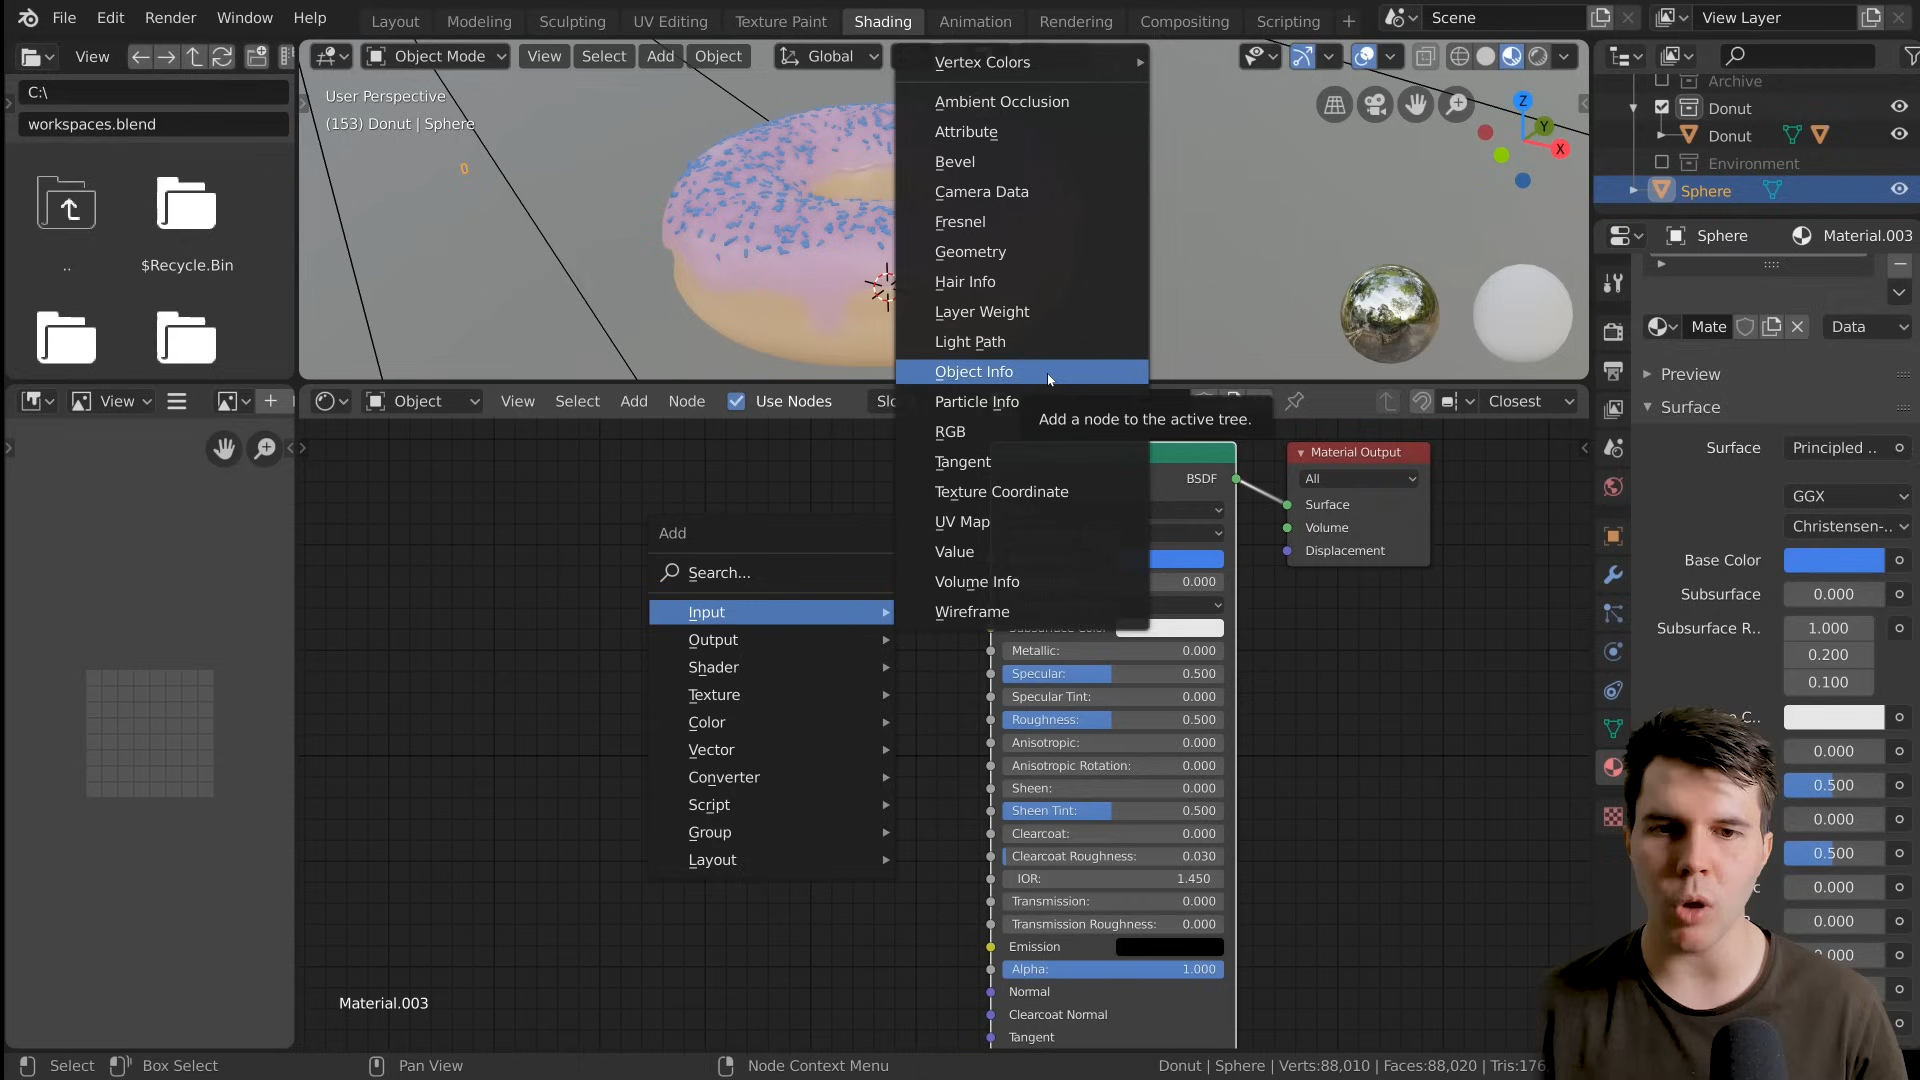 File Edit Render Window Help
Layout Modeling Sculpting UV Editing Texture Paint Shading Animation Rendering Compositing Scripting +
Scene
View Layer
View
C:\
workspaces.blend
..
$Recycle.Bin
Object Mode View Select Add Object Global
User Perspective
(153) Donut | Sphere
Z
Y
X
Vertex Colors
Ambient Occlusion
Attribute
Bevel
Camera Data
Fresnel
Geometry
Hair Info
Layer Weight
Light Path
Object Info
Particle Info
RGB
Tangent
Texture Coordinate
UV Map
Value
Volume Info
Wireframe
Add a node to the active tree.
Archive
Donut
Donut
Environment
Sphere
Sphere Material.003
Mate Data
Preview
Surface
Surface Principled ..
GGX
Christensen-..
Base Color
Subsurface 0.000
Subsurface R.. 1.000
0.200
0.100
0.000
0.500
0.000
0.500
0.000
0.000
0.000
View
Object View Select Add Node Use Nodes Slo
Closest
Add
Search...
Input
Output
Shader
Texture
Color
Vector
Converter
Script
Group
Layout
BSDF
0.000
Subsurface Color
Metallic: 0.000
Specular: 0.500
Specular Tint: 0.000
Roughness: 0.500
Anisotropic: 0.000
Anisotropic Rotation: 0.000
Sheen: 0.000
Sheen Tint: 0.500
Clearcoat: 0.000
Clearcoat Roughness: 0.030
IOR: 1.450
Transmission: 0.000
Transmission Roughness: 0.000
Emission
Alpha: 1.000
Normal
Clearcoat Normal
Tangent
Material Output
All
Surface
Volume
Displacement
Material.003
Select Box Select Pan View Node Context Menu Donut | Sphere | Verts:88,010 | Faces:88,020 | Tris:176